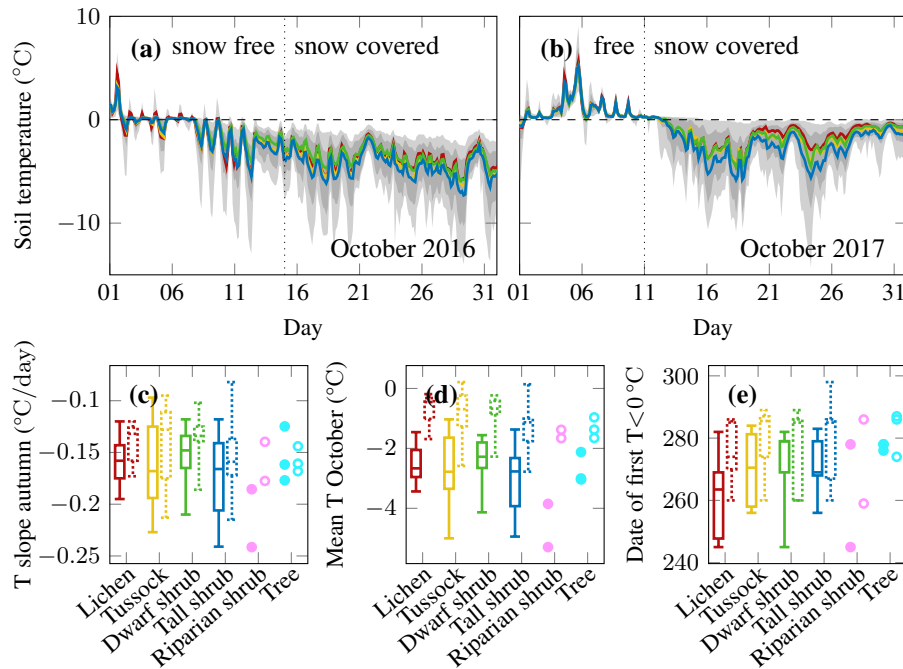 10
0
−10
Soil temperature (°C)
(a) snow free snow covered
October 2016
01 06 11 16 21 26 31
Day
(b) free snow covered
October 2017
01 06 11 16 21 26 31
Day
−0.1
−0.15
−0.2
−0.25
T slope autumn (°C/day)
(c)
Lichen
Tussock
Dwarf shrub
Tall shrub
Riparian shrub
Tree
0
−2
−4
Mean T October (°C)
(d)
Lichen
Tussock
Dwarf shrub
Tall shrub
Riparian shrub
Tree
300
280
260
240
Date of first T<0 °C
(e)
Lichen
Tussock
Dwarf shrub
Tall shrub
Riparian shrub
Tree